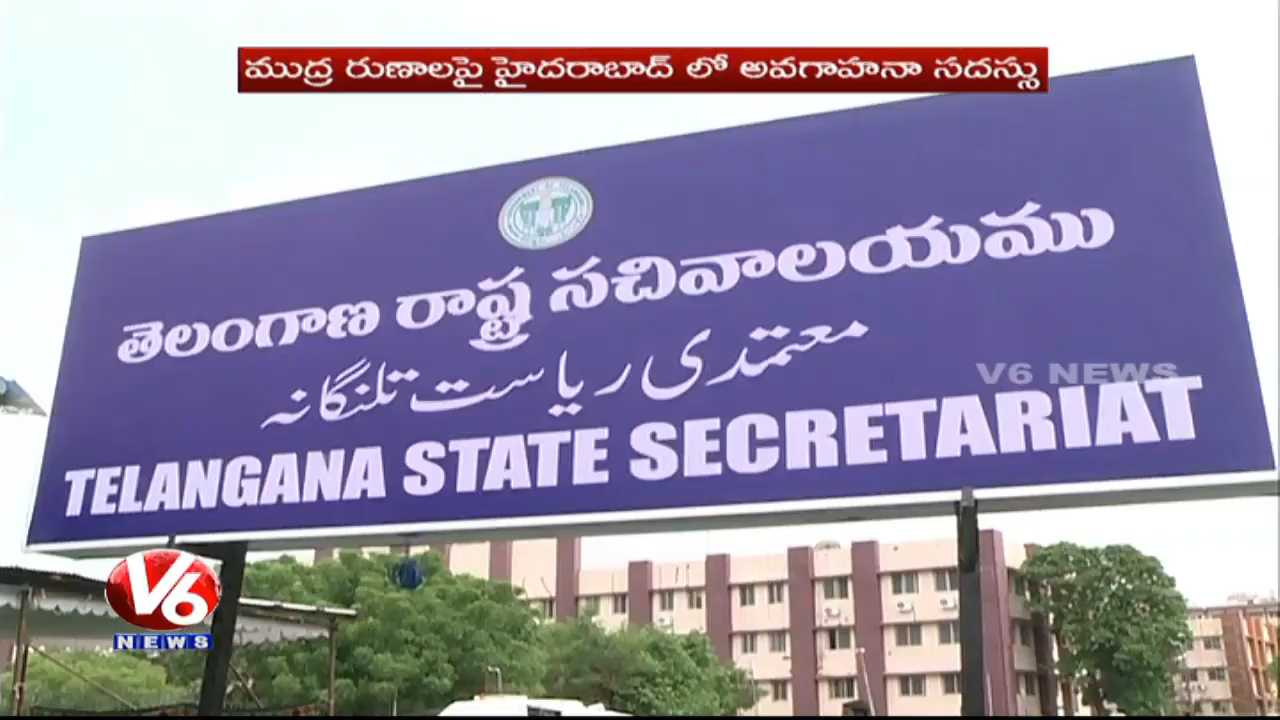 ముద్ర రుణాలపై హైదరాబాద్ లో అవగాహనా సదస్సు
తెలంగాణ రాష్ట్ర సచివాలయము
معتمدی ریاست تلنگانہ
V6 NEWS
TELANGANA STATE SECRETARIAT
V6
NEWS